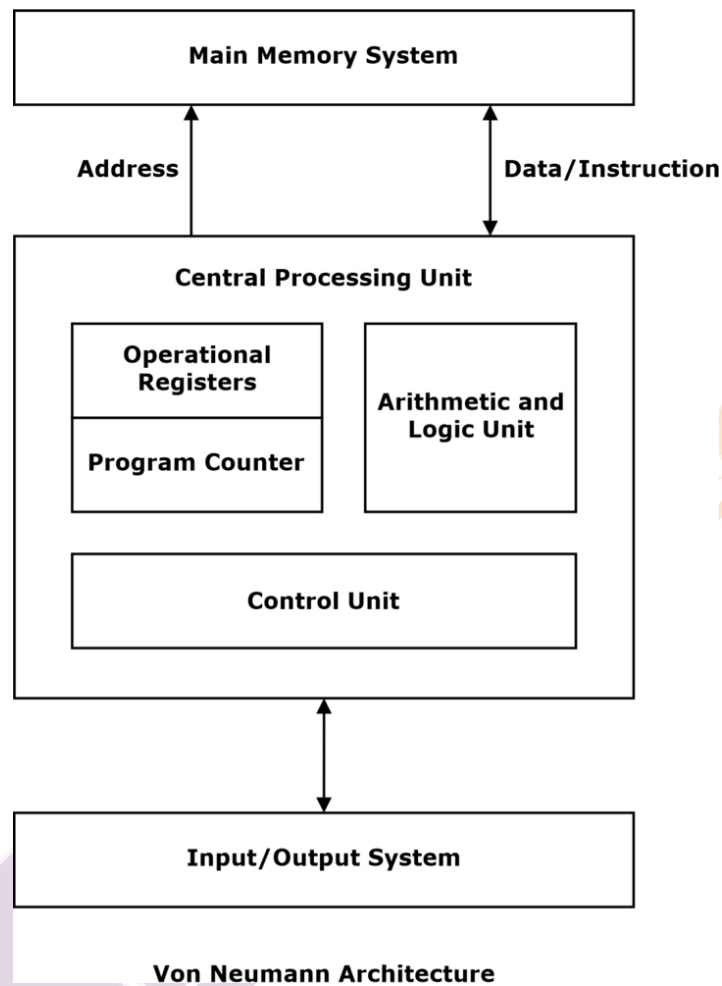 Main Memory System
Address
Data/Instruction
Central Processing Unit
Operational
Registers
Program Counter
Arithmetic and
Logic Unit
Control Unit
Input/Output System
Von Neumann Architecture